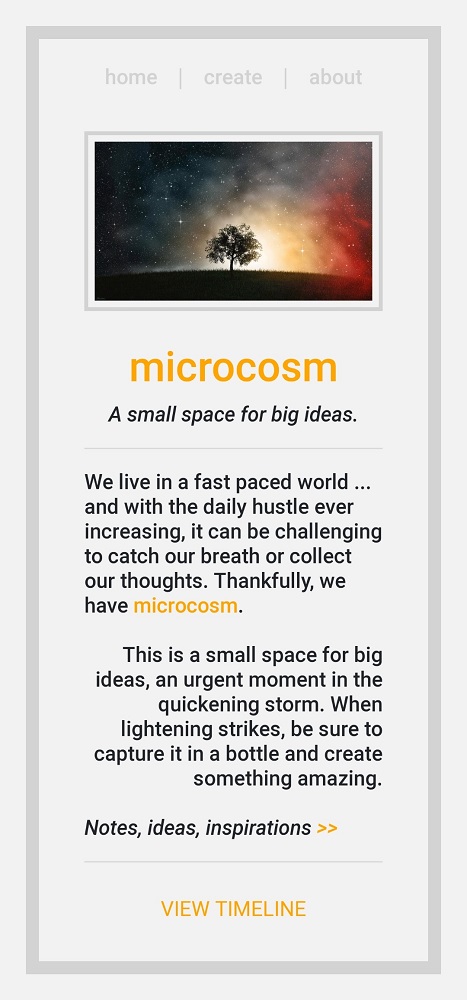 home | create | about
microcosm
A small space for big ideas.
We live in a fast paced world ...
and with the daily hustle ever
increasing, it can be challenging
to catch our breath or collect
our thoughts. Thankfully, we
have microcosm.
This is a small space for big
ideas, an urgent moment in the
quickening storm. When
lightening strikes, be sure to
capture it in a bottle and create
something amazing.
Notes, ideas, inspirations >>
VIEW TIMELINE